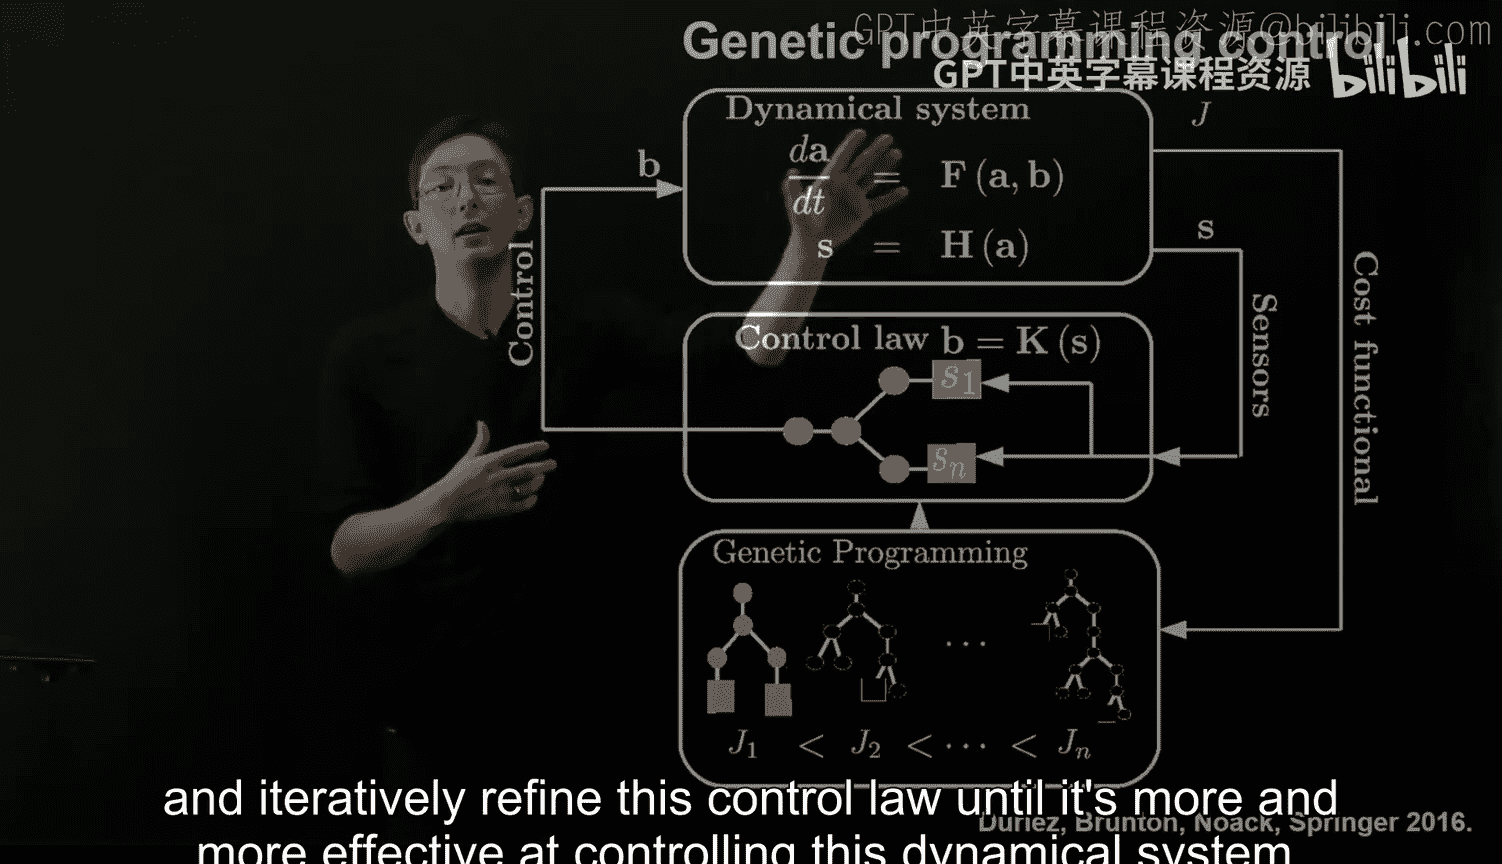 Genetic programming control
GPT中英字幕课程资源@bilibili.com
GPT中英字幕课程资源 bilibili
Dynamical system
J
b
da/dt = F (a, b)
s = H (a)
s
Control
Control law b = K (s)
s1
sn
Sensors
Cost functional
Genetic Programming
...
J1 < J2 < ··· < Jn
and iteratively refine this control law until it's more and
Duriez, Brunton, Noack, Springer 2016.
more effective at controlling this dynamical system